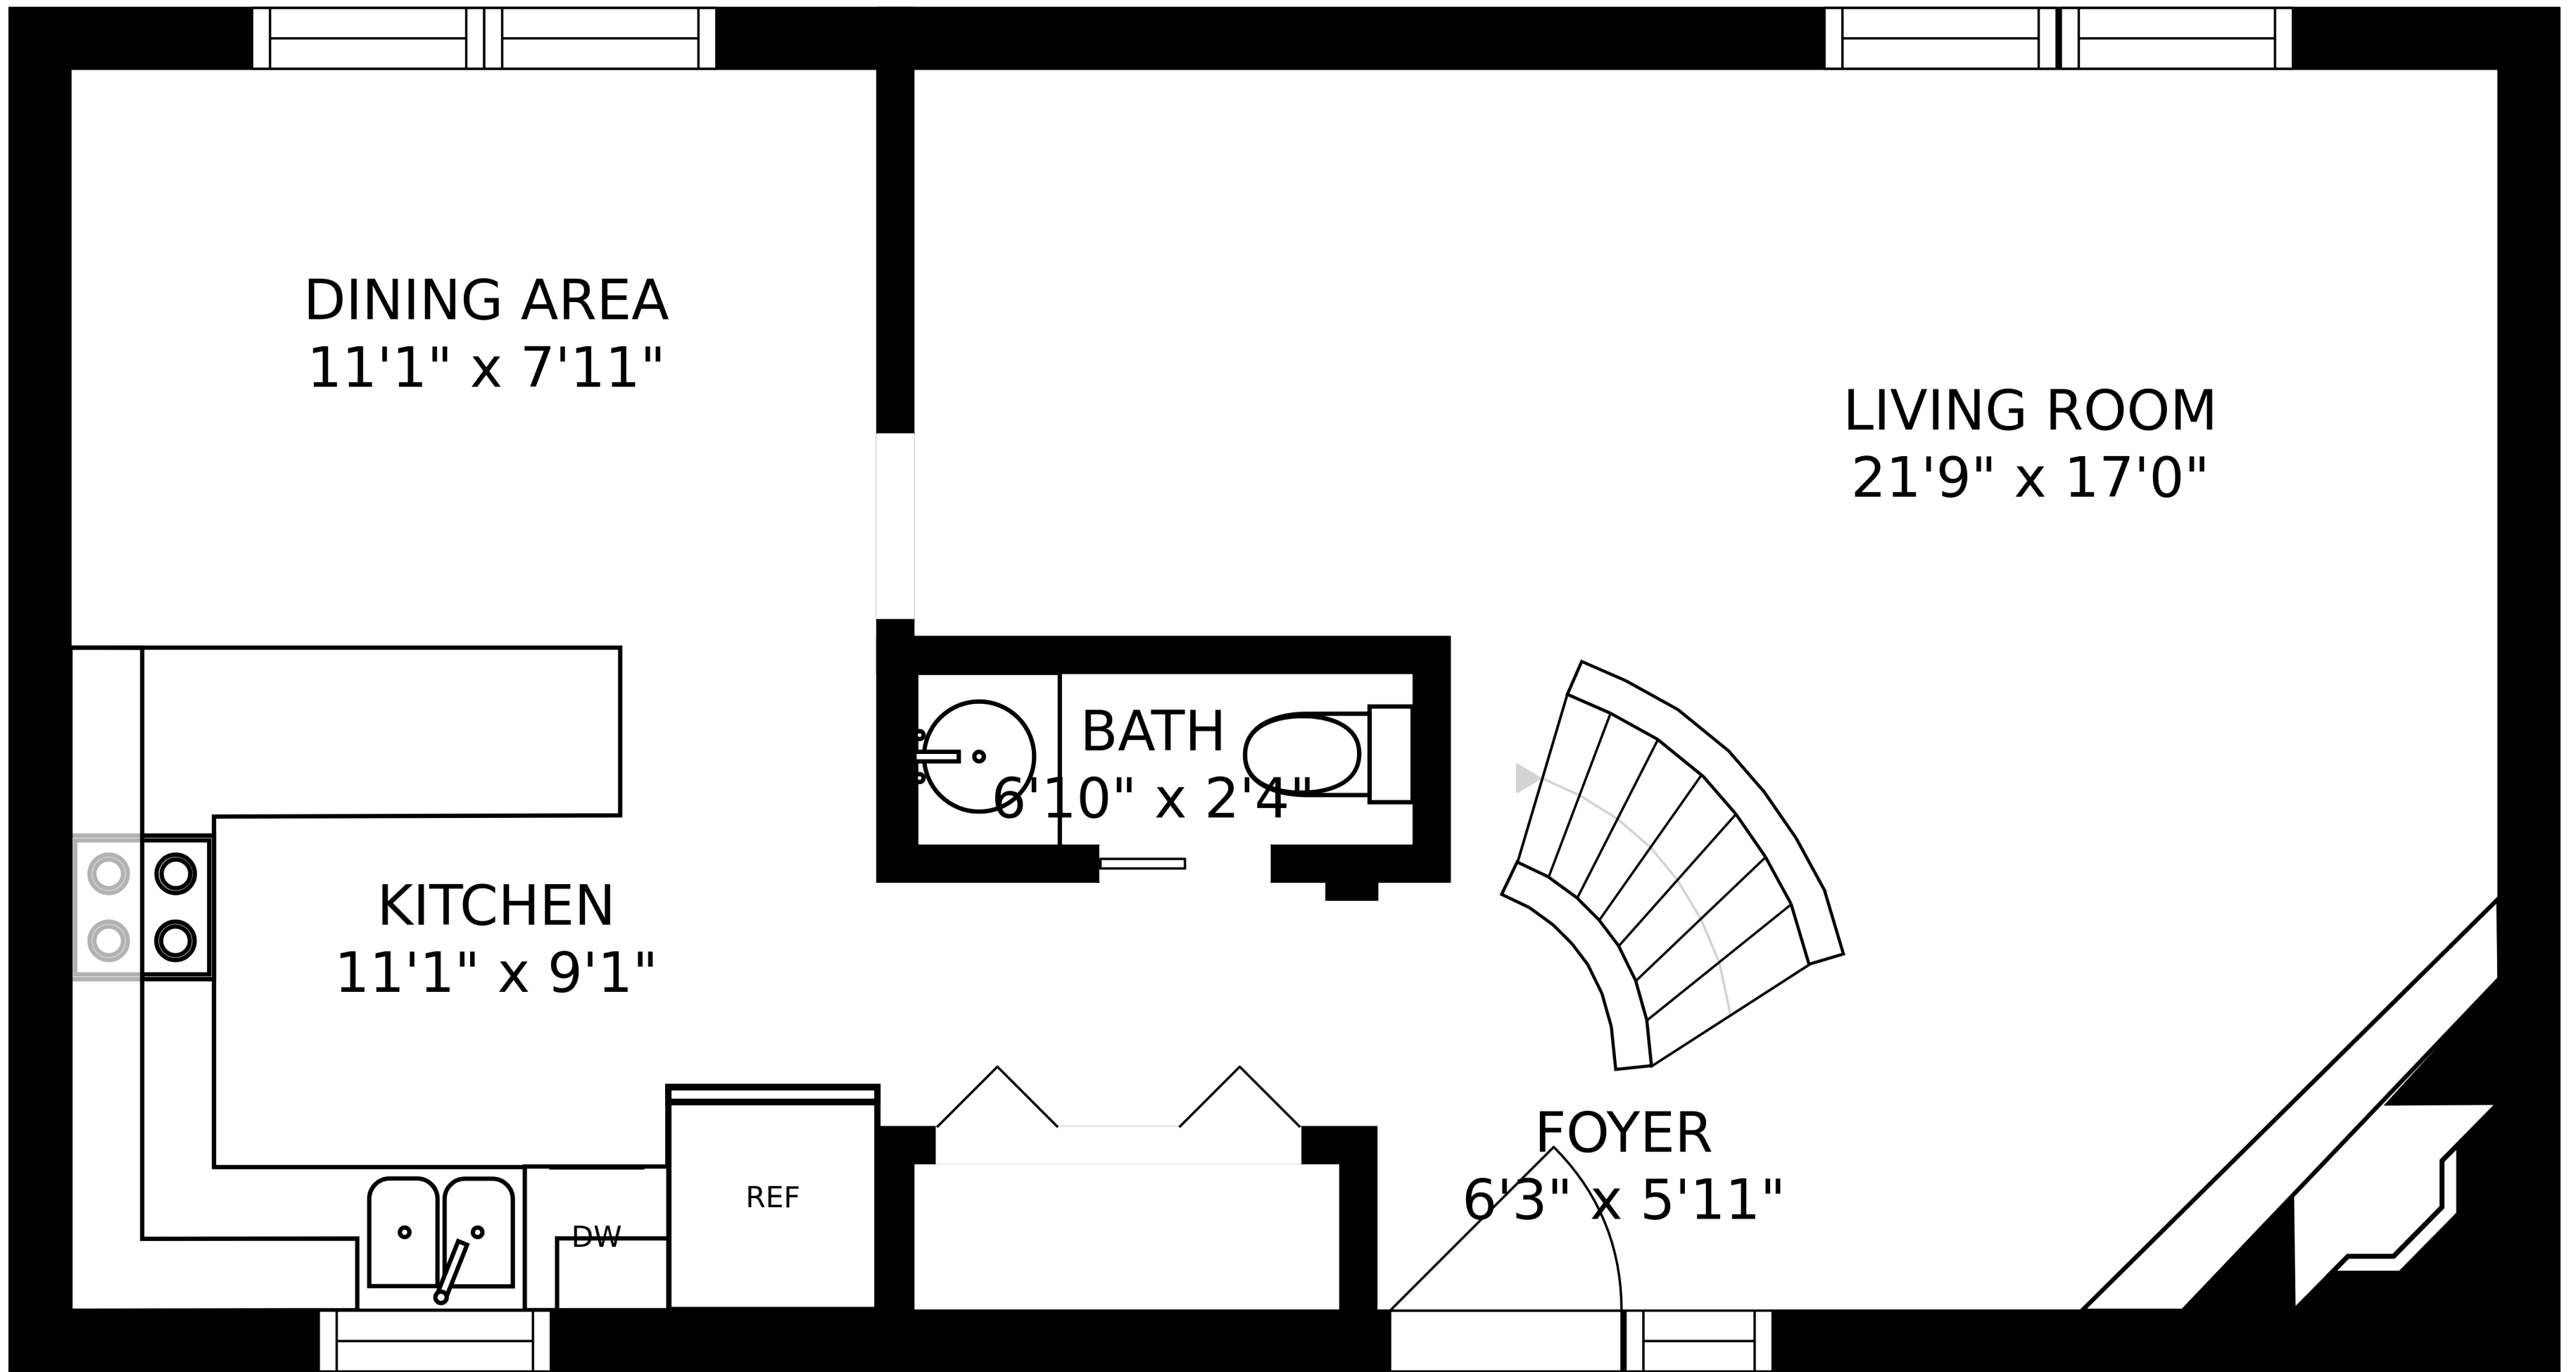 DINING AREA
11'1" x 7'11"
LIVING ROOM
21'9" x 17'0"
BATH
6'10" x 2'4"
KITCHEN
11'1" x 9'1"
FOYER
6'3" x 5'11"
REF
DW